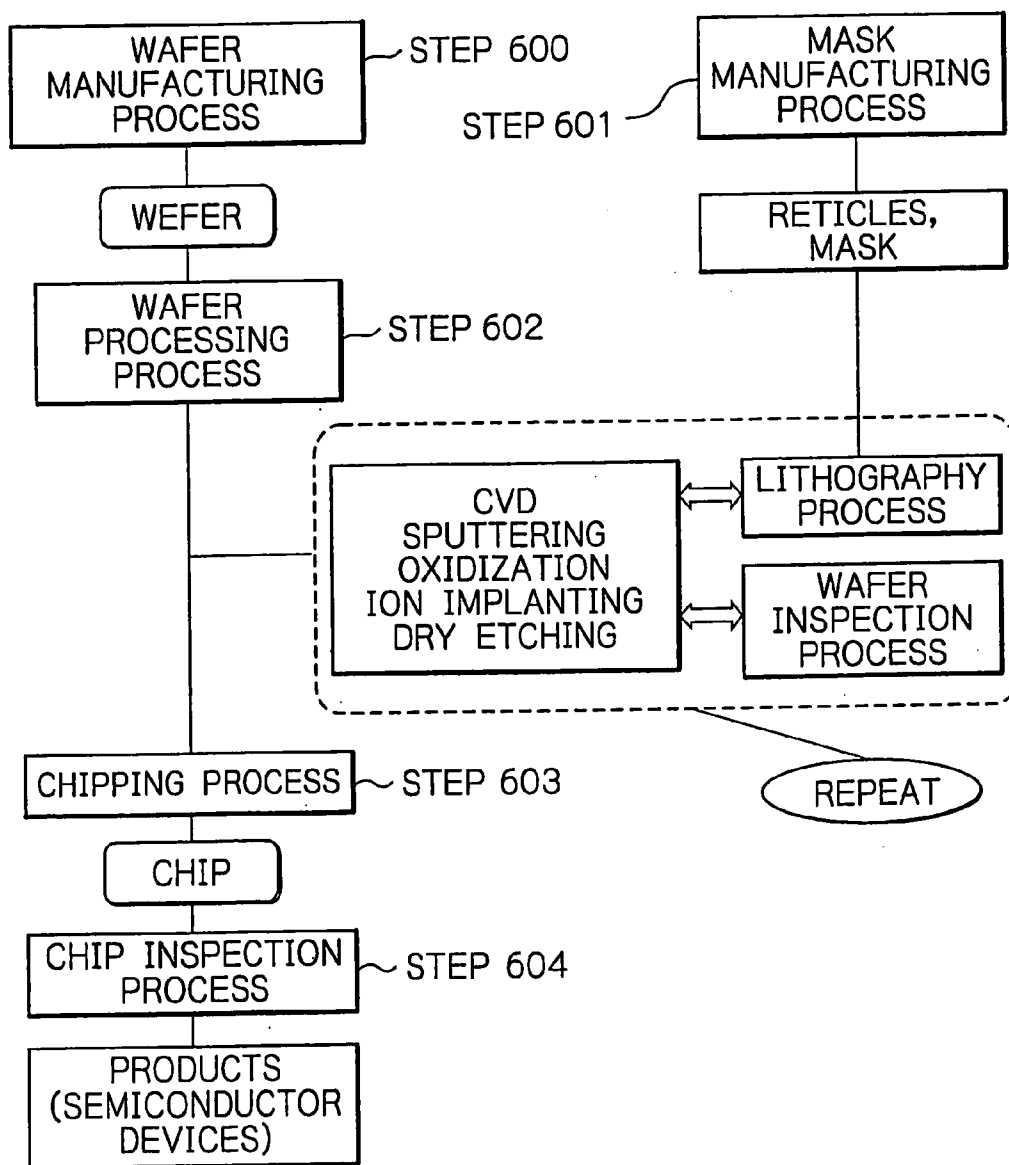 WAFER
MANUFACTURING
PROCESS
STEP 600
MASK
MANUFACTURING
PROCESS
STEP 601
WEFER
RETICLES,
MASK
WAFER
PROCESSING
PROCESS
STEP 602
CVD
SPUTTERING
OXIDIZATION
ION IMPLANTING
DRY ETCHING
LITHOGRAPHY
PROCESS
WAFER
INSPECTION
PROCESS
REPEAT
CHIPPING PROCESS
STEP 603
CHIP
CHIP INSPECTION
PROCESS
STEP 604
PRODUCTS
(SEMICONDUCTOR
DEVICES)